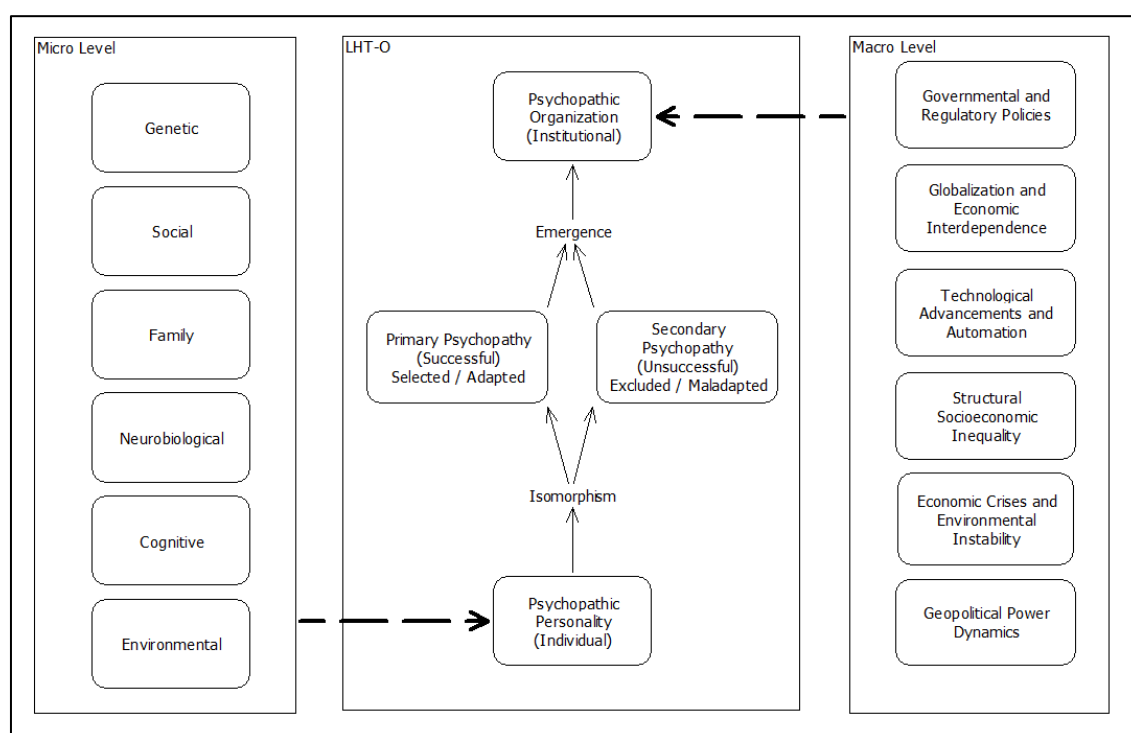 Micro Level
Genetic
Social
Family
Neurobiological
Cognitive
Environmental
LHT-O
Psychopathic
Organization
(Institutional)
Emergence
Primary Psychopathy
(Successful)
Selected / Adapted
Secondary
Psychopathy
(Unsuccessful)
Excluded / Maladapted
Isomorphism
Psychopathic
Personality
(Individual)
Macro Level
Governmental and
Regulatory Policies
Globalization and
Economic
Interdependence
Technological
Advancements and
Automation
Structural
Socioeconomic
Inequality
Economic Crises and
Environmental
Instability
Geopolitical Power
Dynamics